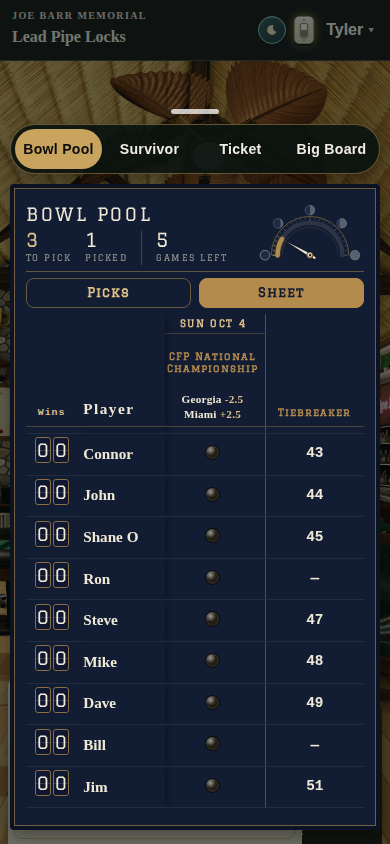 JOE BARR MEMORIAL
Lead Pipe Locks
Tyler
Bowl Pool Survivor Ticket Big Board
BOWL POOL
3 1 5
TO PICK PICKED GAMES LEFT
PICKS SHEET
SUN OCT 4
CFP NATIONAL
CHAMPIONSHIP
Georgia -2.5
Miami +2.5
Wins Player TIEBREAKER
00 Connor 43
00 John 44
00 Shane O 45
00 Ron –
00 Steve 47
00 Mike 48
00 Dave 49
00 Bill –
00 Jim 51